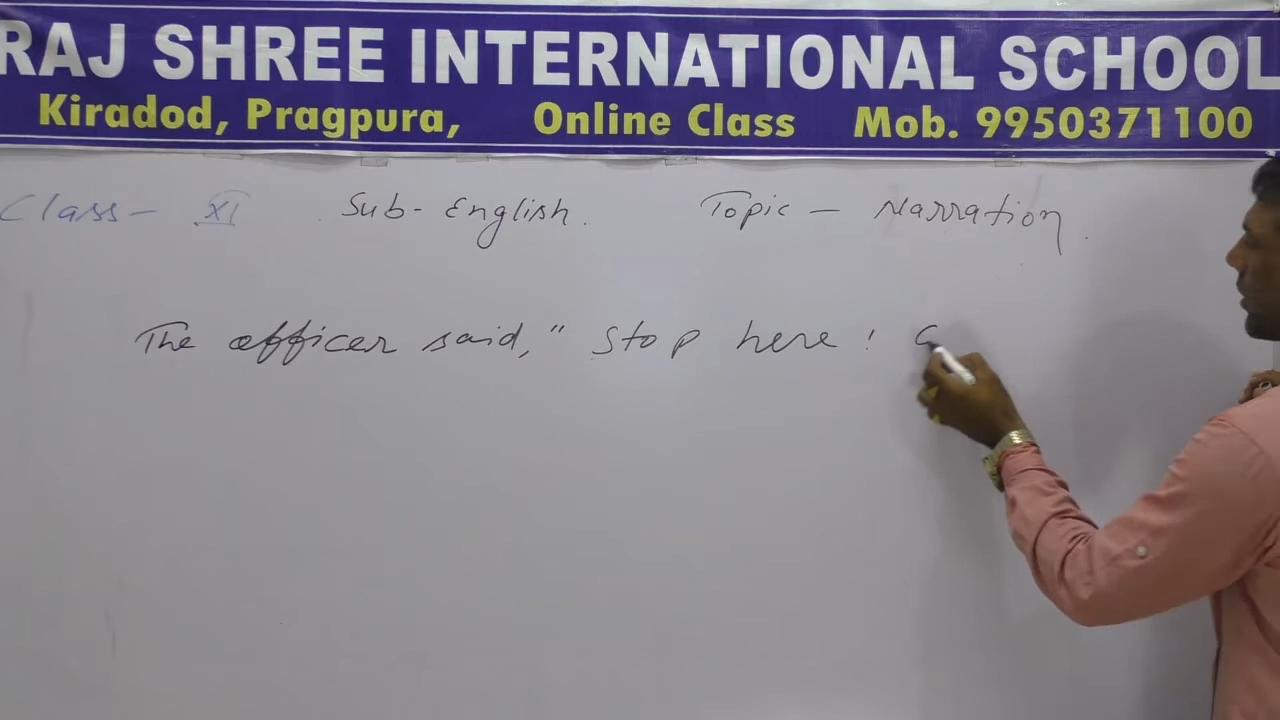 RAJ SHREE INTERNATIONAL SCHOOL
Kiradod, Pragpura, Online Class Mob. 9950371100
Class - XI Sub - English. Topic - Narration.
The officer said, " Stop here !